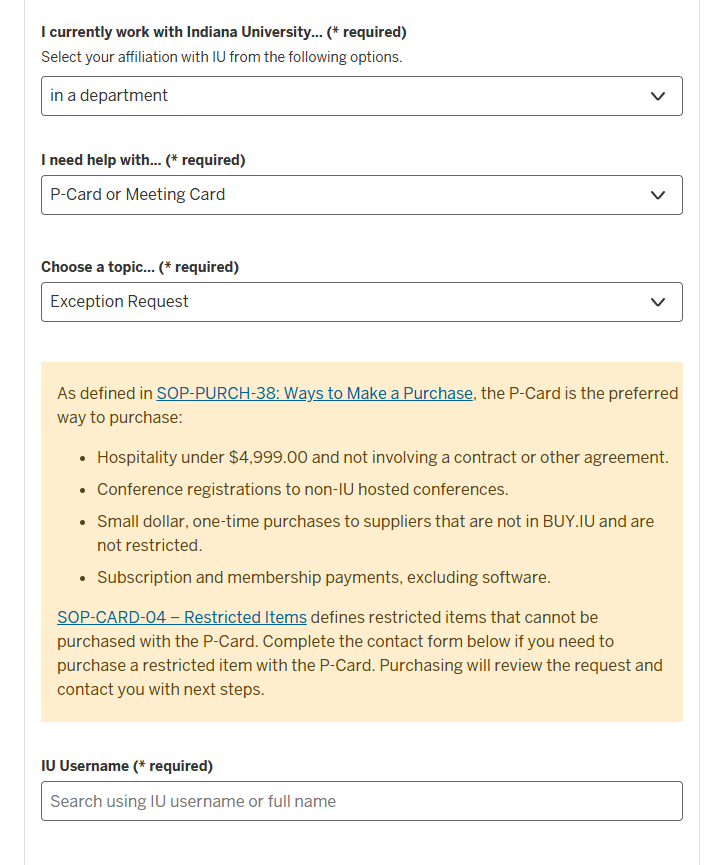 I currently work with Indiana University... (* required)
Select your affiliation with IU from the following options.
in a department
I need help with... (* required)
P-Card or Meeting Card
Choose a topic... (* required)
Exception Request
As defined in SOP-PURCH-38: Ways to Make a Purchase, the P-Card is the preferred
way to purchase:
• Hospitality under $4,999.00 and not involving a contract or other agreement.
• Conference registrations to non-IU hosted conferences.
• Small dollar, one-time purchases to suppliers that are not in BUY.IU and are
not restricted.
• Subscription and membership payments, excluding software.
SOP-CARD-04 – Restricted Items defines restricted items that cannot be
purchased with the P-Card. Complete the contact form below if you need to
purchase a restricted item with the P-Card. Purchasing will review the request and
contact you with next steps.
IU Username (* required)
Search using IU username or full name